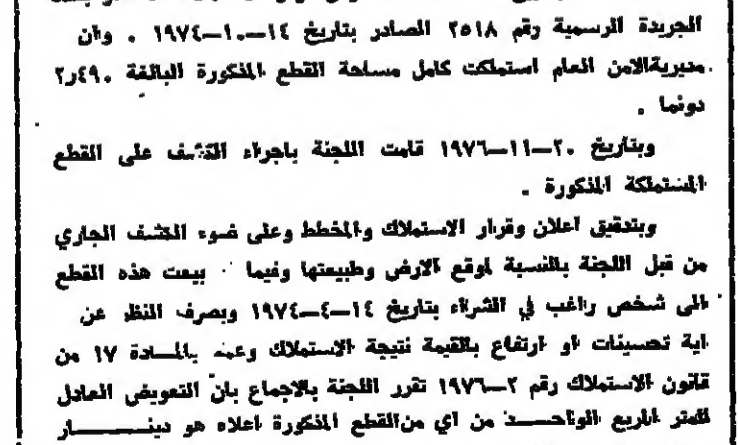 الجريدة الرسمية رقم ٢٥١٨ الصادر بتاريخ ١٤—١٠—١٩٧٤ . وان
مديرية الامن العام استملكت كامل مساحة القطع المذكورة البالغة ٢٫٤٩٠
دونما .
وبتاريخ ٢٠—١١—١٩٧٦ قامت اللجنة باجراء الكشف على القطع
المستملكة المذكورة .
وبتدقيق اعلان وقرار الاستملاك والمخطط وعلى ضوء الكشف الجاري
من قبل اللجنة بالنسبة لموقع الارض وطبيعتها وفيما بيعت هذه القطع
الى شخص راغب في الشراء بتاريخ ١٤—٤—١٩٧٤ وبصرف النظر عن
اية تحسينات او ارتفاع بالقيمة نتيجة الاستملاك وعملا بالمادة ١٧ من
قانون الاستملاك رقم ٢—١٩٧٦ تقرر اللجنة بالاجماع بان التعويض العادل
للمتر المربع الواحد من اي من القطع المذكورة اعلاه هو دينار